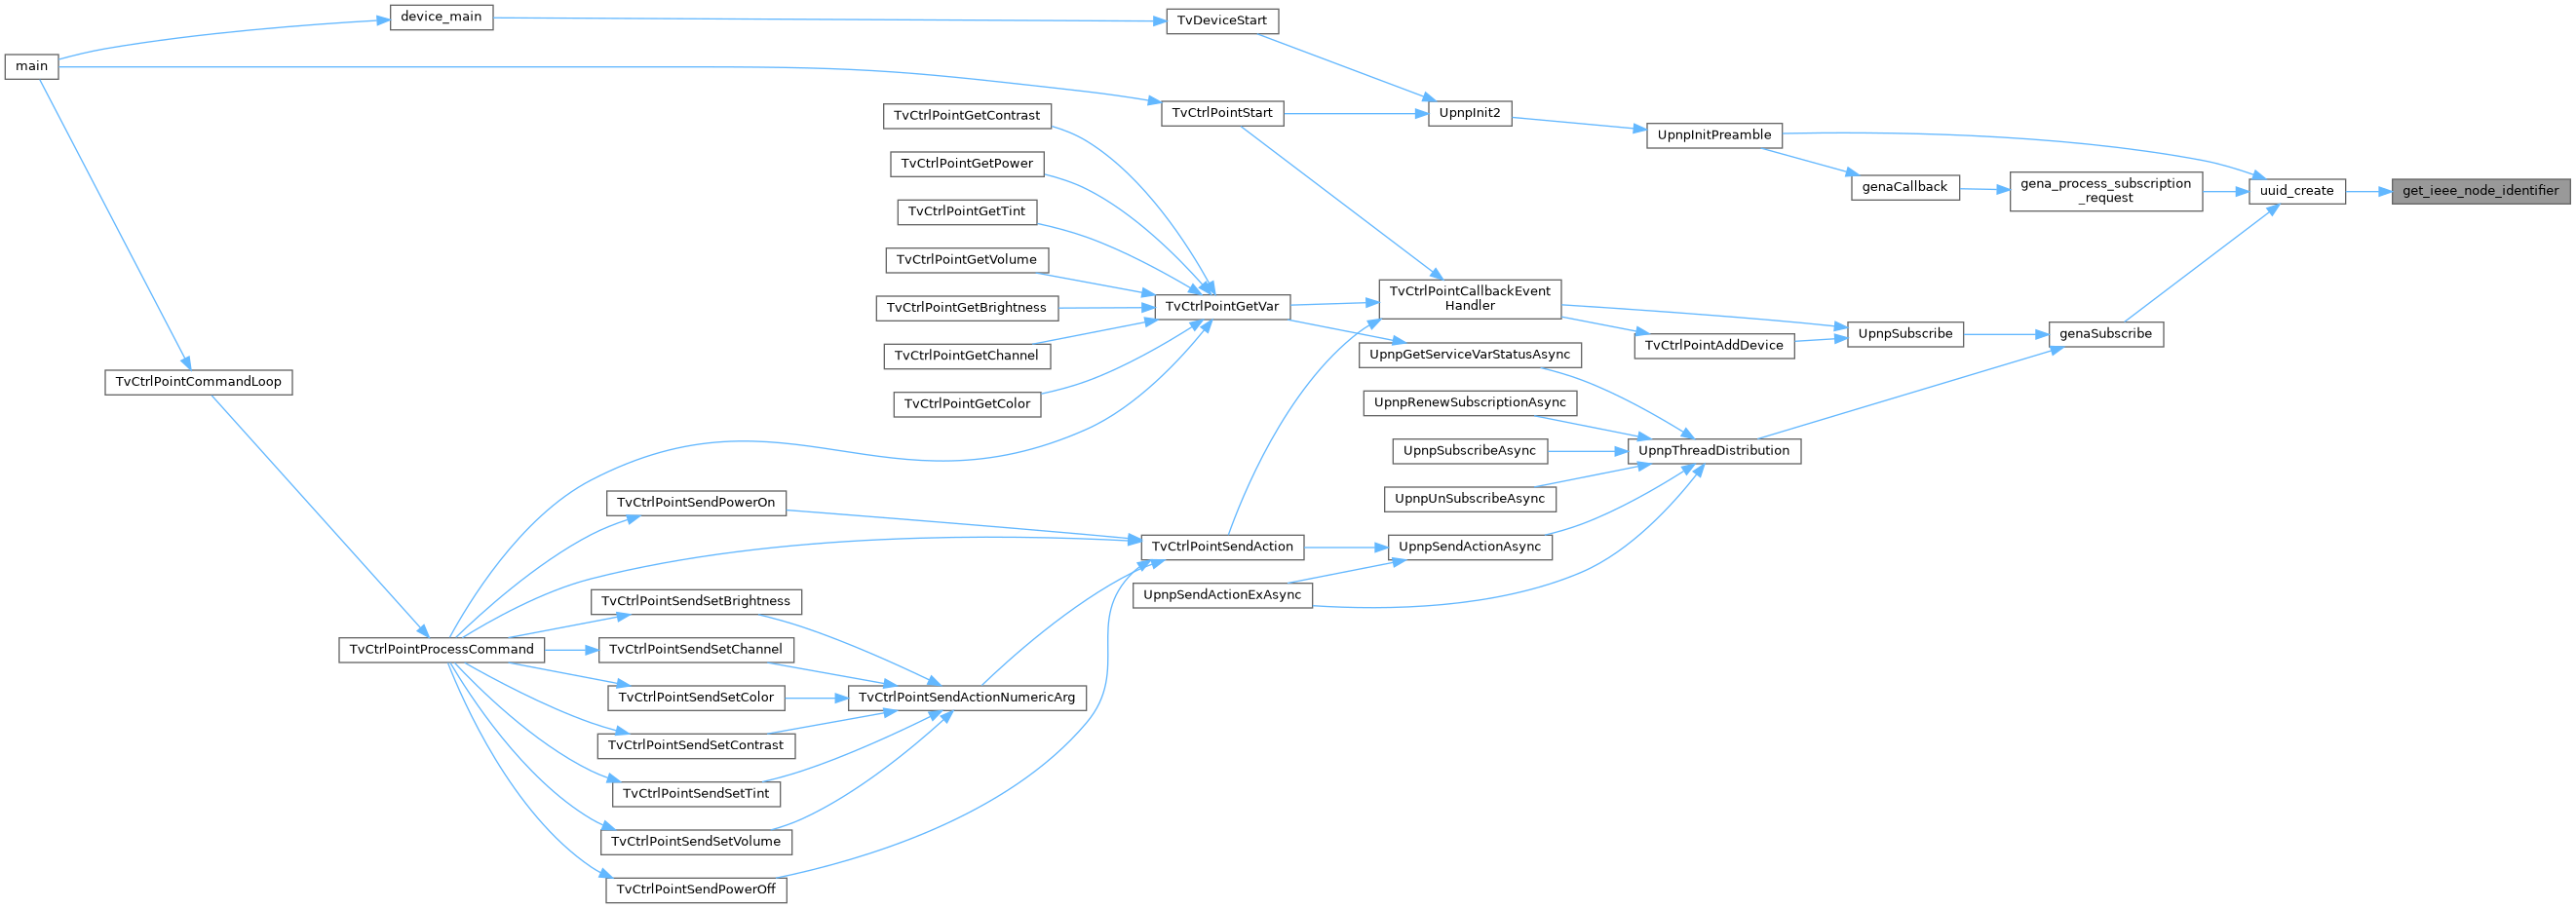 device_main
TvDeviceStart
main
TvCtrlPointGetContrast
TvCtrlPointStart
UpnpInit2
UpnpInitPreamble
TvCtrlPointGetPower
genaCallback
gena_process_subscription
_request
uuid_create
get_ieee_node_identifier
TvCtrlPointGetTint
TvCtrlPointGetVolume
TvCtrlPointGetBrightness
TvCtrlPointGetVar
TvCtrlPointCallbackEvent
Handler
TvCtrlPointAddDevice
UpnpSubscribe
genaSubscribe
TvCtrlPointGetChannel
UpnpGetServiceVarStatusAsync
TvCtrlPointCommandLoop
TvCtrlPointGetColor
UpnpRenewSubscriptionAsync
UpnpSubscribeAsync
UpnpThreadDistribution
UpnpUnSubscribeAsync
TvCtrlPointSendPowerOn
TvCtrlPointSendAction
UpnpSendActionAsync
TvCtrlPointSendSetBrightness
UpnpSendActionExAsync
TvCtrlPointProcessCommand
TvCtrlPointSendSetChannel
TvCtrlPointSendSetColor
TvCtrlPointSendActionNumericArg
TvCtrlPointSendSetContrast
TvCtrlPointSendSetTint
TvCtrlPointSendSetVolume
TvCtrlPointSendPowerOff